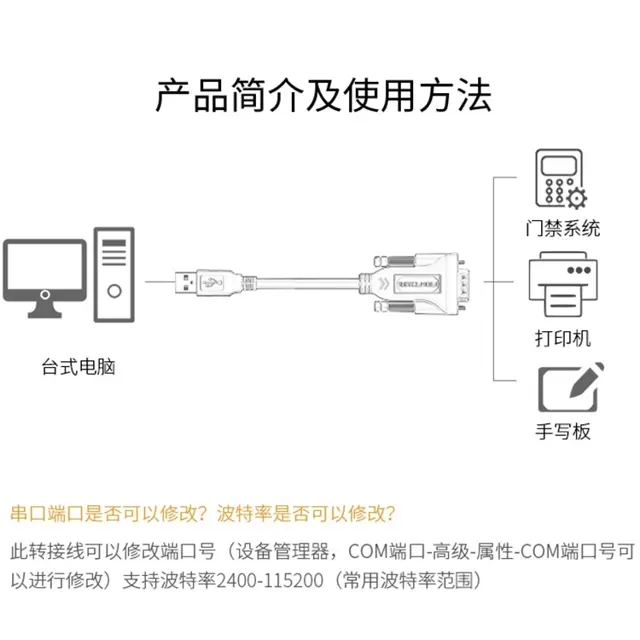 产品简介及使用方法
门禁系统
打印机
台式电脑
手写板
串口端口是否可以修改？波特率是否可以修改？
此转接线可以修改端口号（设备管理器，COM端口-高级-属性-COM端口号可
以进行修改）支持波特率2400-115200（常用波特率范围）